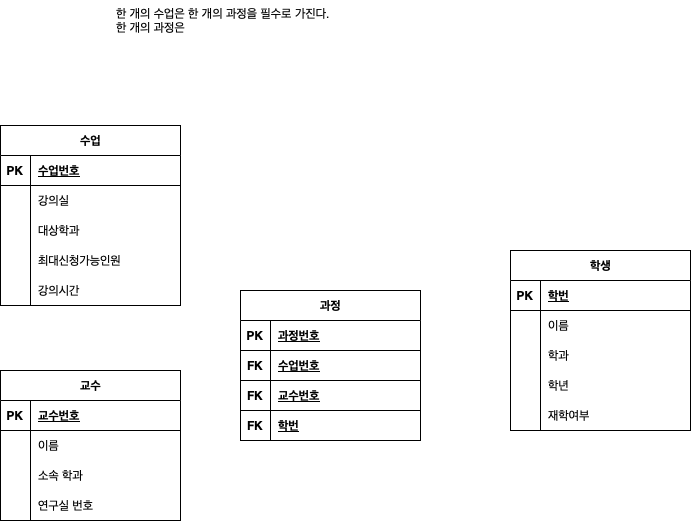 한 개의 수업은 한 개의 과정을 필수로 가진다.
한 개의 과정은
수업
PK 수업번호
강의실
대상학과
최대신청가능인원
강의시간
교수
PK 교수번호
이름
소속 학과
연구실 번호
과정
PK 과정번호
FK 수업번호
FK 교수번호
FK 학번
학생
PK 학번
이름
학과
학년
재학여부